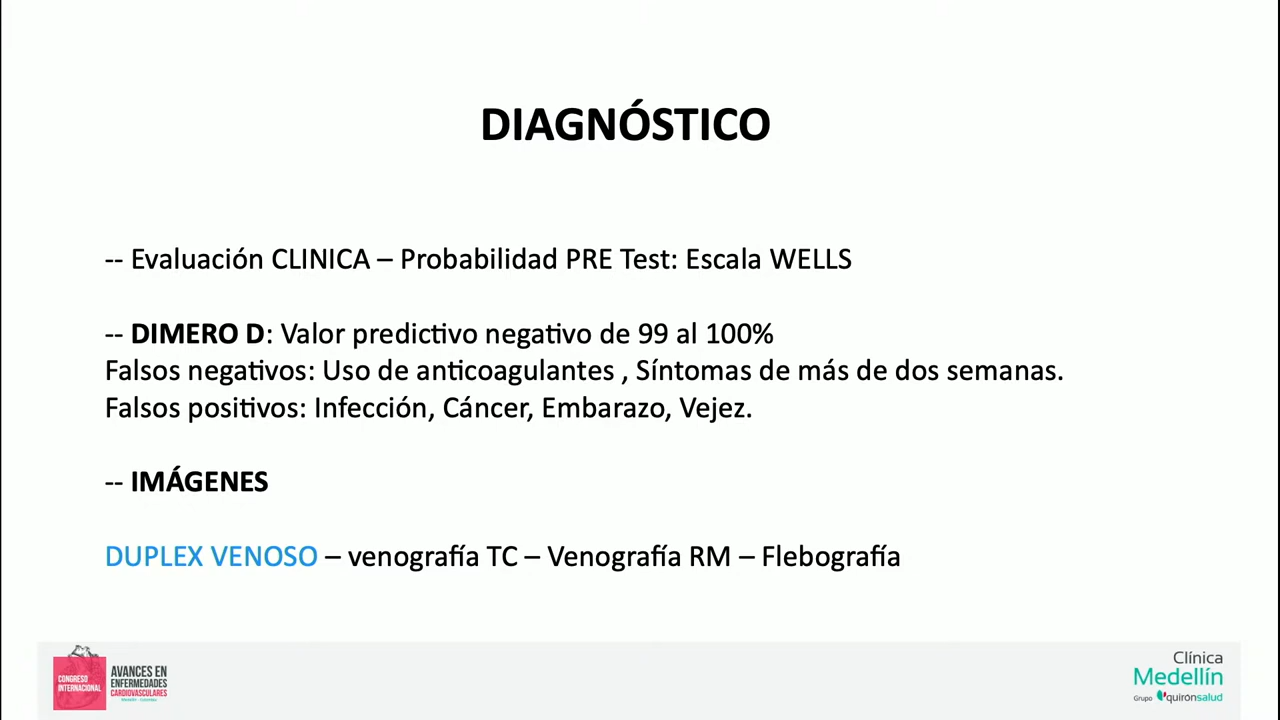 DIAGNÓSTICO
-- Evaluación CLINICA – Probabilidad PRE Test: Escala WELLS
-- DIMERO D: Valor predictivo negativo de 99 al 100%
Falsos negativos: Uso de anticoagulantes , Síntomas de más de dos semanas.
Falsos positivos: Infección, Cáncer, Embarazo, Vejez.
-- IMÁGENES
DUPLEX VENOSO – venografía TC – Venografía RM – Flebografía
CONGRESO
INTERNACIONAL
AVANCES EN
ENFERMEDADES
CARDIOVASCULARES
Clínica
Medellín
Grupo quirónsalud